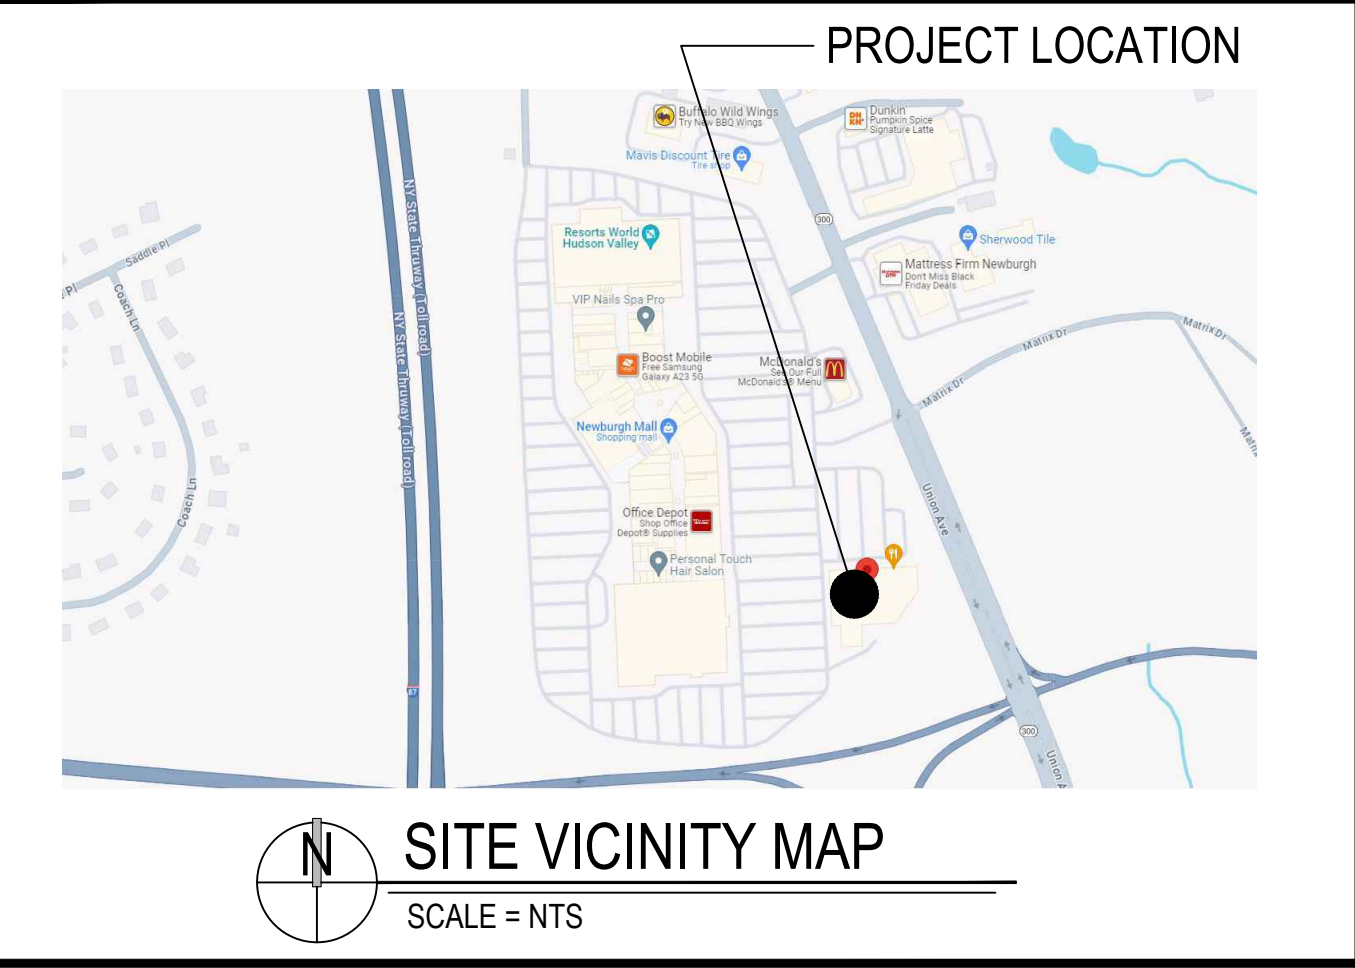 PROJECT LOCATION
Buffalo Wild Wings
Try New BBQ Wings
Dunkin'
Pumpkin Spice
Signature Latte
DN
KN'
Mavis Discount Tire
Tire shop
NY State Thruway (Toll road)
NY State Thruway (Toll road)
300
Resorts World
Hudson Valley
Sherwood Tile
Saddle Pl
Mattress Firm Newburgh
Don't Miss Black
Friday Deals
e Pl
Coach Ln
VIP Nails Spa Pro
Matrix Dr
Matrix Dr
Boost Mobile
Free Samsung
Galaxy A23 5G
McDonald's
See Our Full
McDonald's® Menu
Matrix Dr
Newburgh Mall
Shopping mall
Matrix
Coach Ln
Union Ave
Office Depot
Shop Office
Depot® Supplies
Personal Touch
Hair Salon
87
300
Union A
N
SITE VICINITY MAP
SCALE = NTS